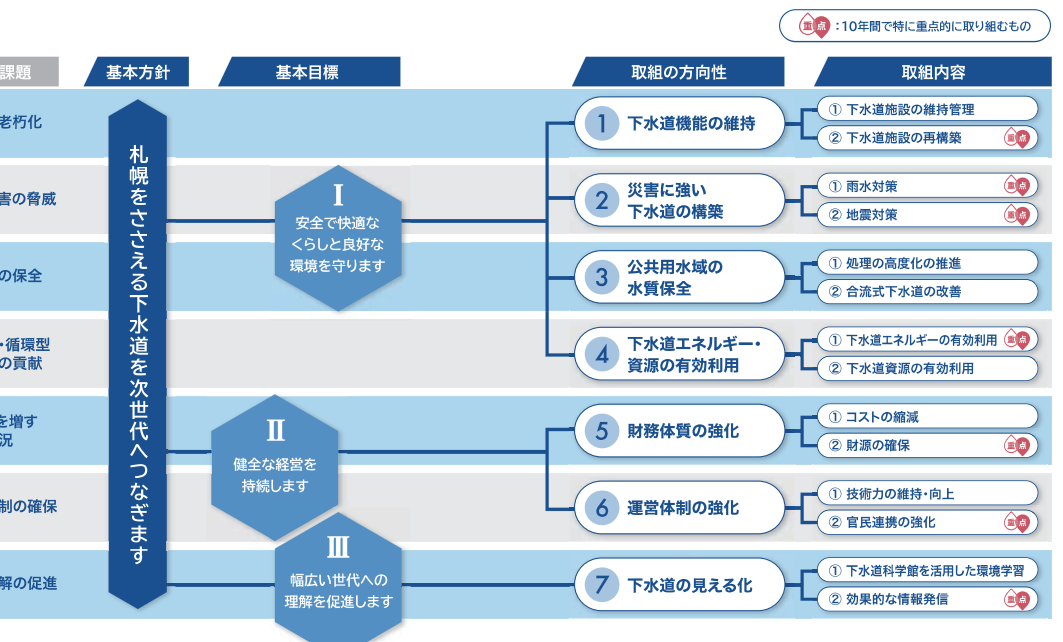 重点:10年間で特に重点的に取り組むもの
課題
基本方針
基本目標
取組の方向性
取組内容
老朽化
害の脅威
の保全
・循環型
の貢献
を増す
況
制の確保
解の促進
札幌をささえる下水道を次世代へつなぎます
Ⅰ
安全で快適な
くらしと良好な
環境を守ります
Ⅱ
健全な経営を
持続します
Ⅲ
幅広い世代への
理解を促進します
1 下水道機能の維持
① 下水道施設の維持管理
② 下水道施設の再構築 重点
2 災害に強い
下水道の構築
① 雨水対策 重点
② 地震対策 重点
3 公共用水域の
水質保全
① 処理の高度化の推進
② 合流式下水道の改善
4 下水道エネルギー・
資源の有効利用
① 下水道エネルギーの有効利用 重点
② 下水道資源の有効利用
5 財務体質の強化
① コストの縮減
② 財源の確保 重点
6 運営体制の強化
① 技術力の維持・向上
② 官民連携の強化 重点
7 下水道の見える化
① 下水道科学館を活用した環境学習
② 効果的な情報発信 重点